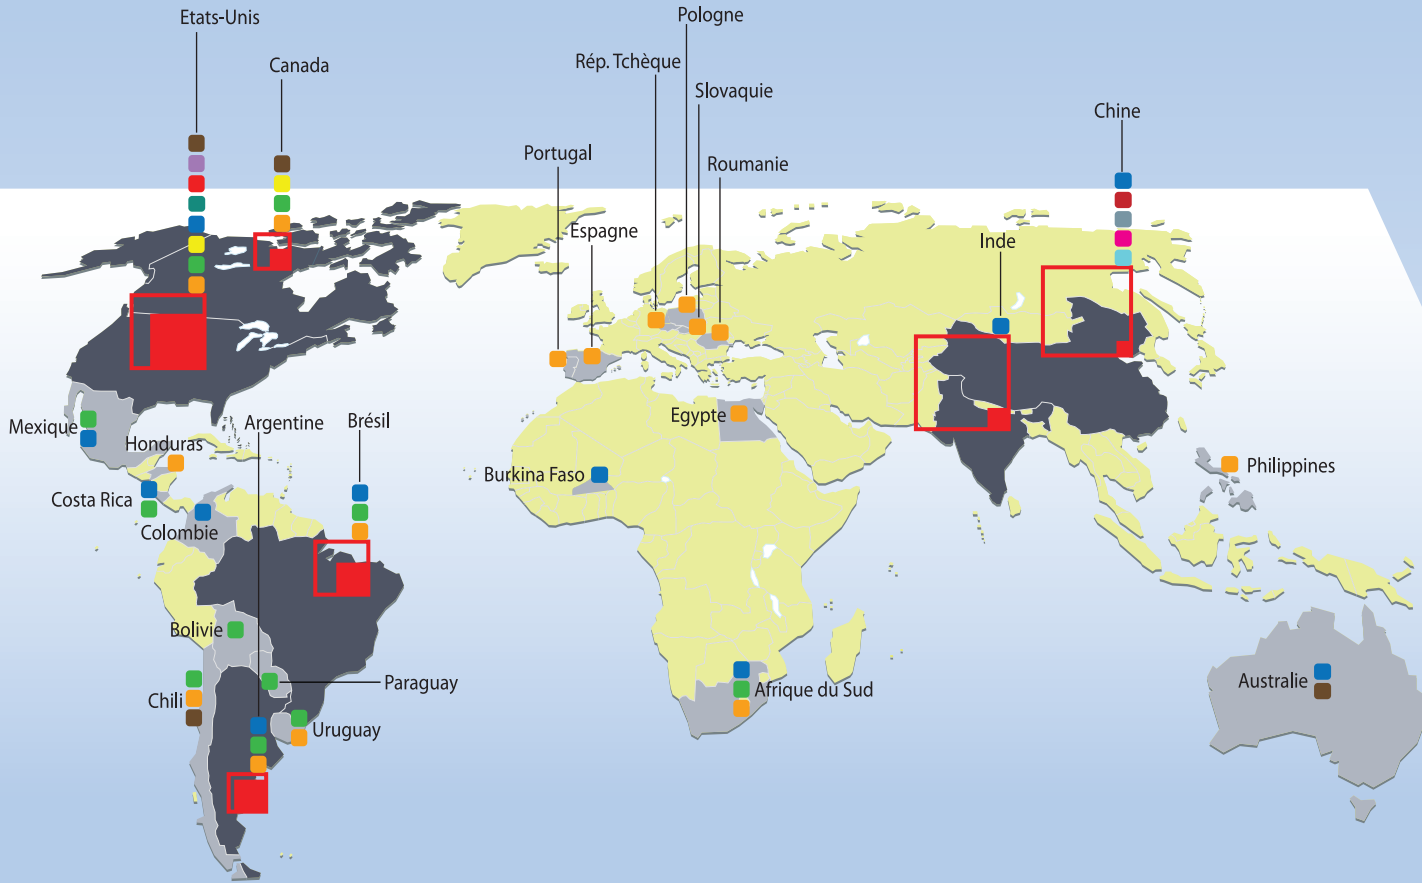 Etats-Unis
Canada
Pologne
Rép. Tchèque
Slovaquie
Chine
Portugal
Roumanie
Espagne
Inde
Mexique
Honduras
Argentine
Brésil
Egypte
Costa Rica
Colombie
Burkina Faso
Philippines
Bolivie
Paraguay
Chili
Uruguay
Afrique du Sud
Australie